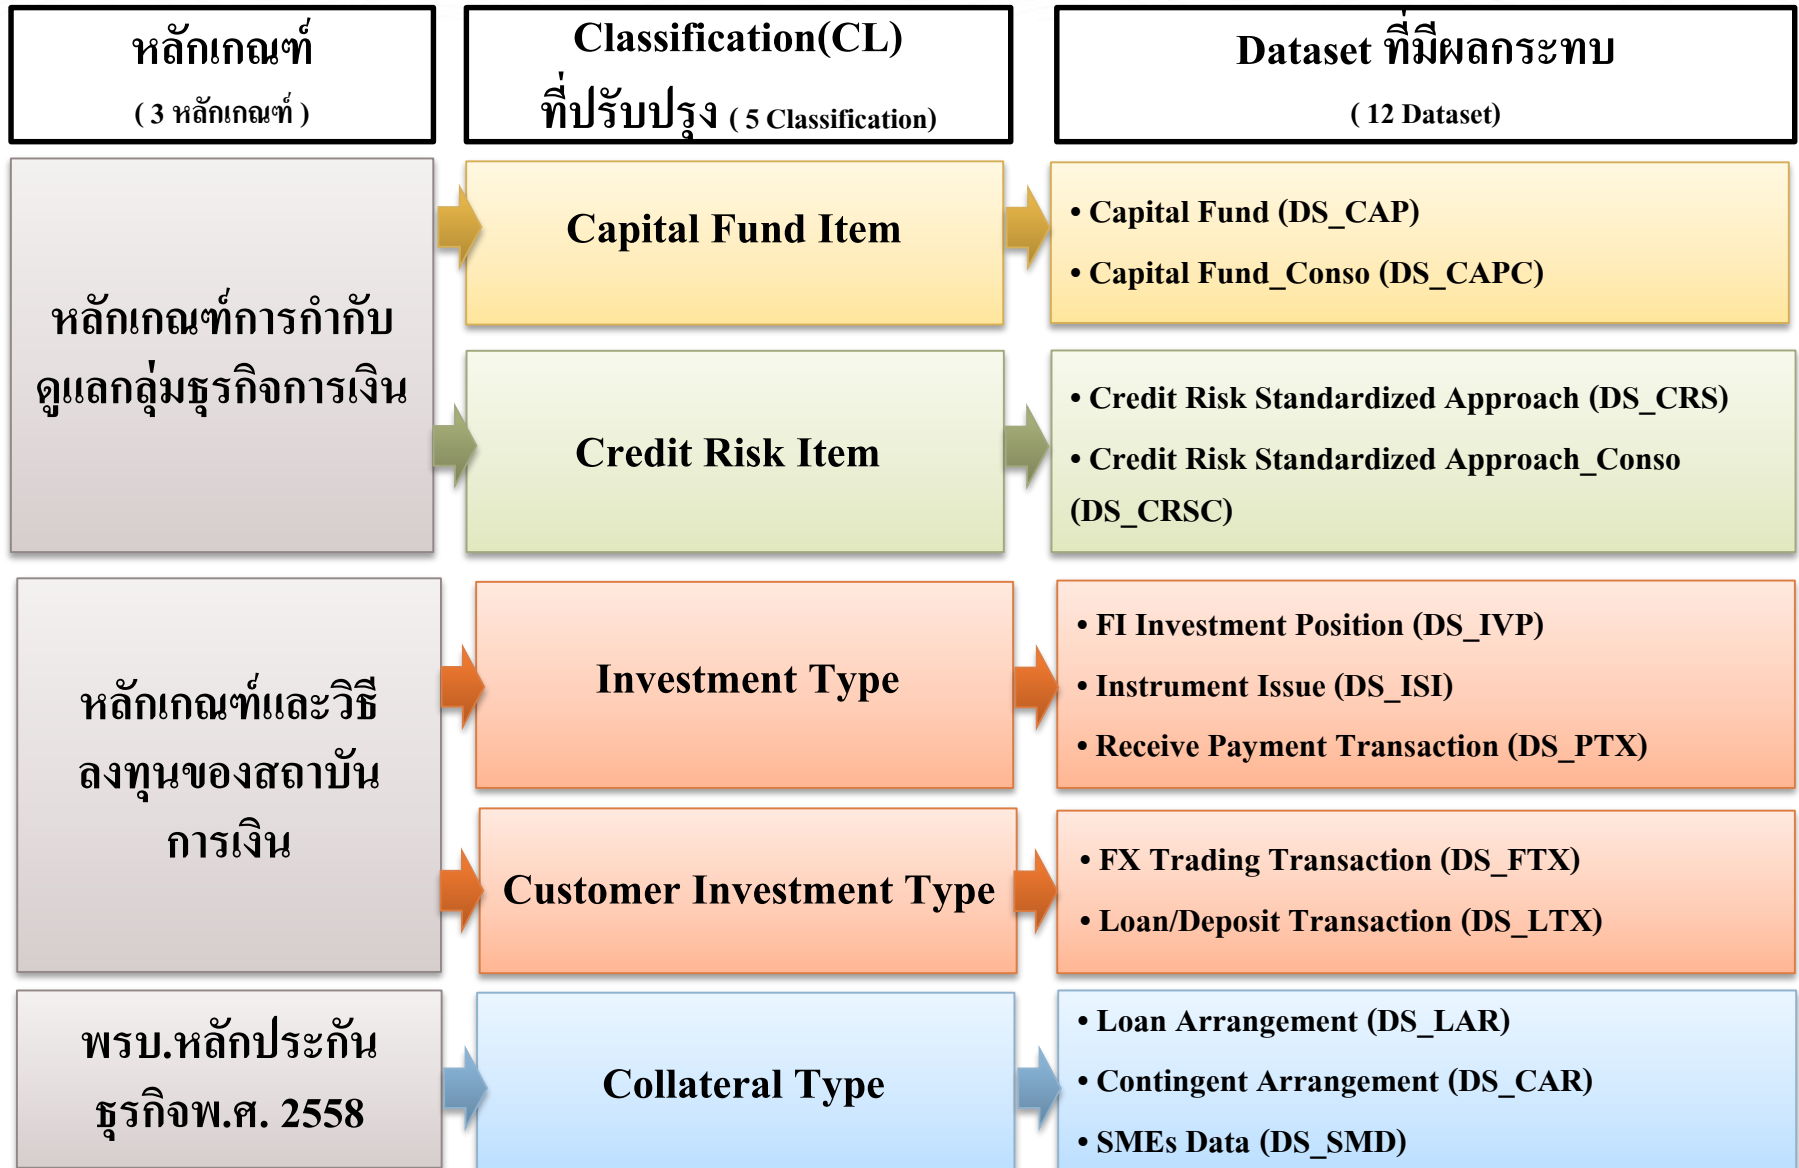 หลักเกณฑ์
( 3 หลักเกณฑ์ )
Classification(CL)
ที่ปรับปรุง ( 5 Classification)
Dataset ที่มีผลกระทบ
( 12 Dataset)
หลักเกณฑ์การกำกับ
ดูแลกลุ่มธุรกิจการเงิน
Capital Fund Item
• Capital Fund (DS_CAP)
• Capital Fund_Conso (DS_CAPC)
Credit Risk Item
• Credit Risk Standardized Approach (DS_CRS)
• Credit Risk Standardized Approach_Conso
(DS_CRSC)
หลักเกณฑ์และวิธี
ลงทุนของสถาบัน
การเงิน
Investment Type
• FI Investment Position (DS_IVP)
• Instrument Issue (DS_ISI)
• Receive Payment Transaction (DS_PTX)
Customer Investment Type
• FX Trading Transaction (DS_FTX)
• Loan/Deposit Transaction (DS_LTX)
พรบ.หลักประกัน
ธุรกิจพ.ศ. 2558
Collateral Type
• Loan Arrangement (DS_LAR)
• Contingent Arrangement (DS_CAR)
• SMEs Data (DS_SMD)